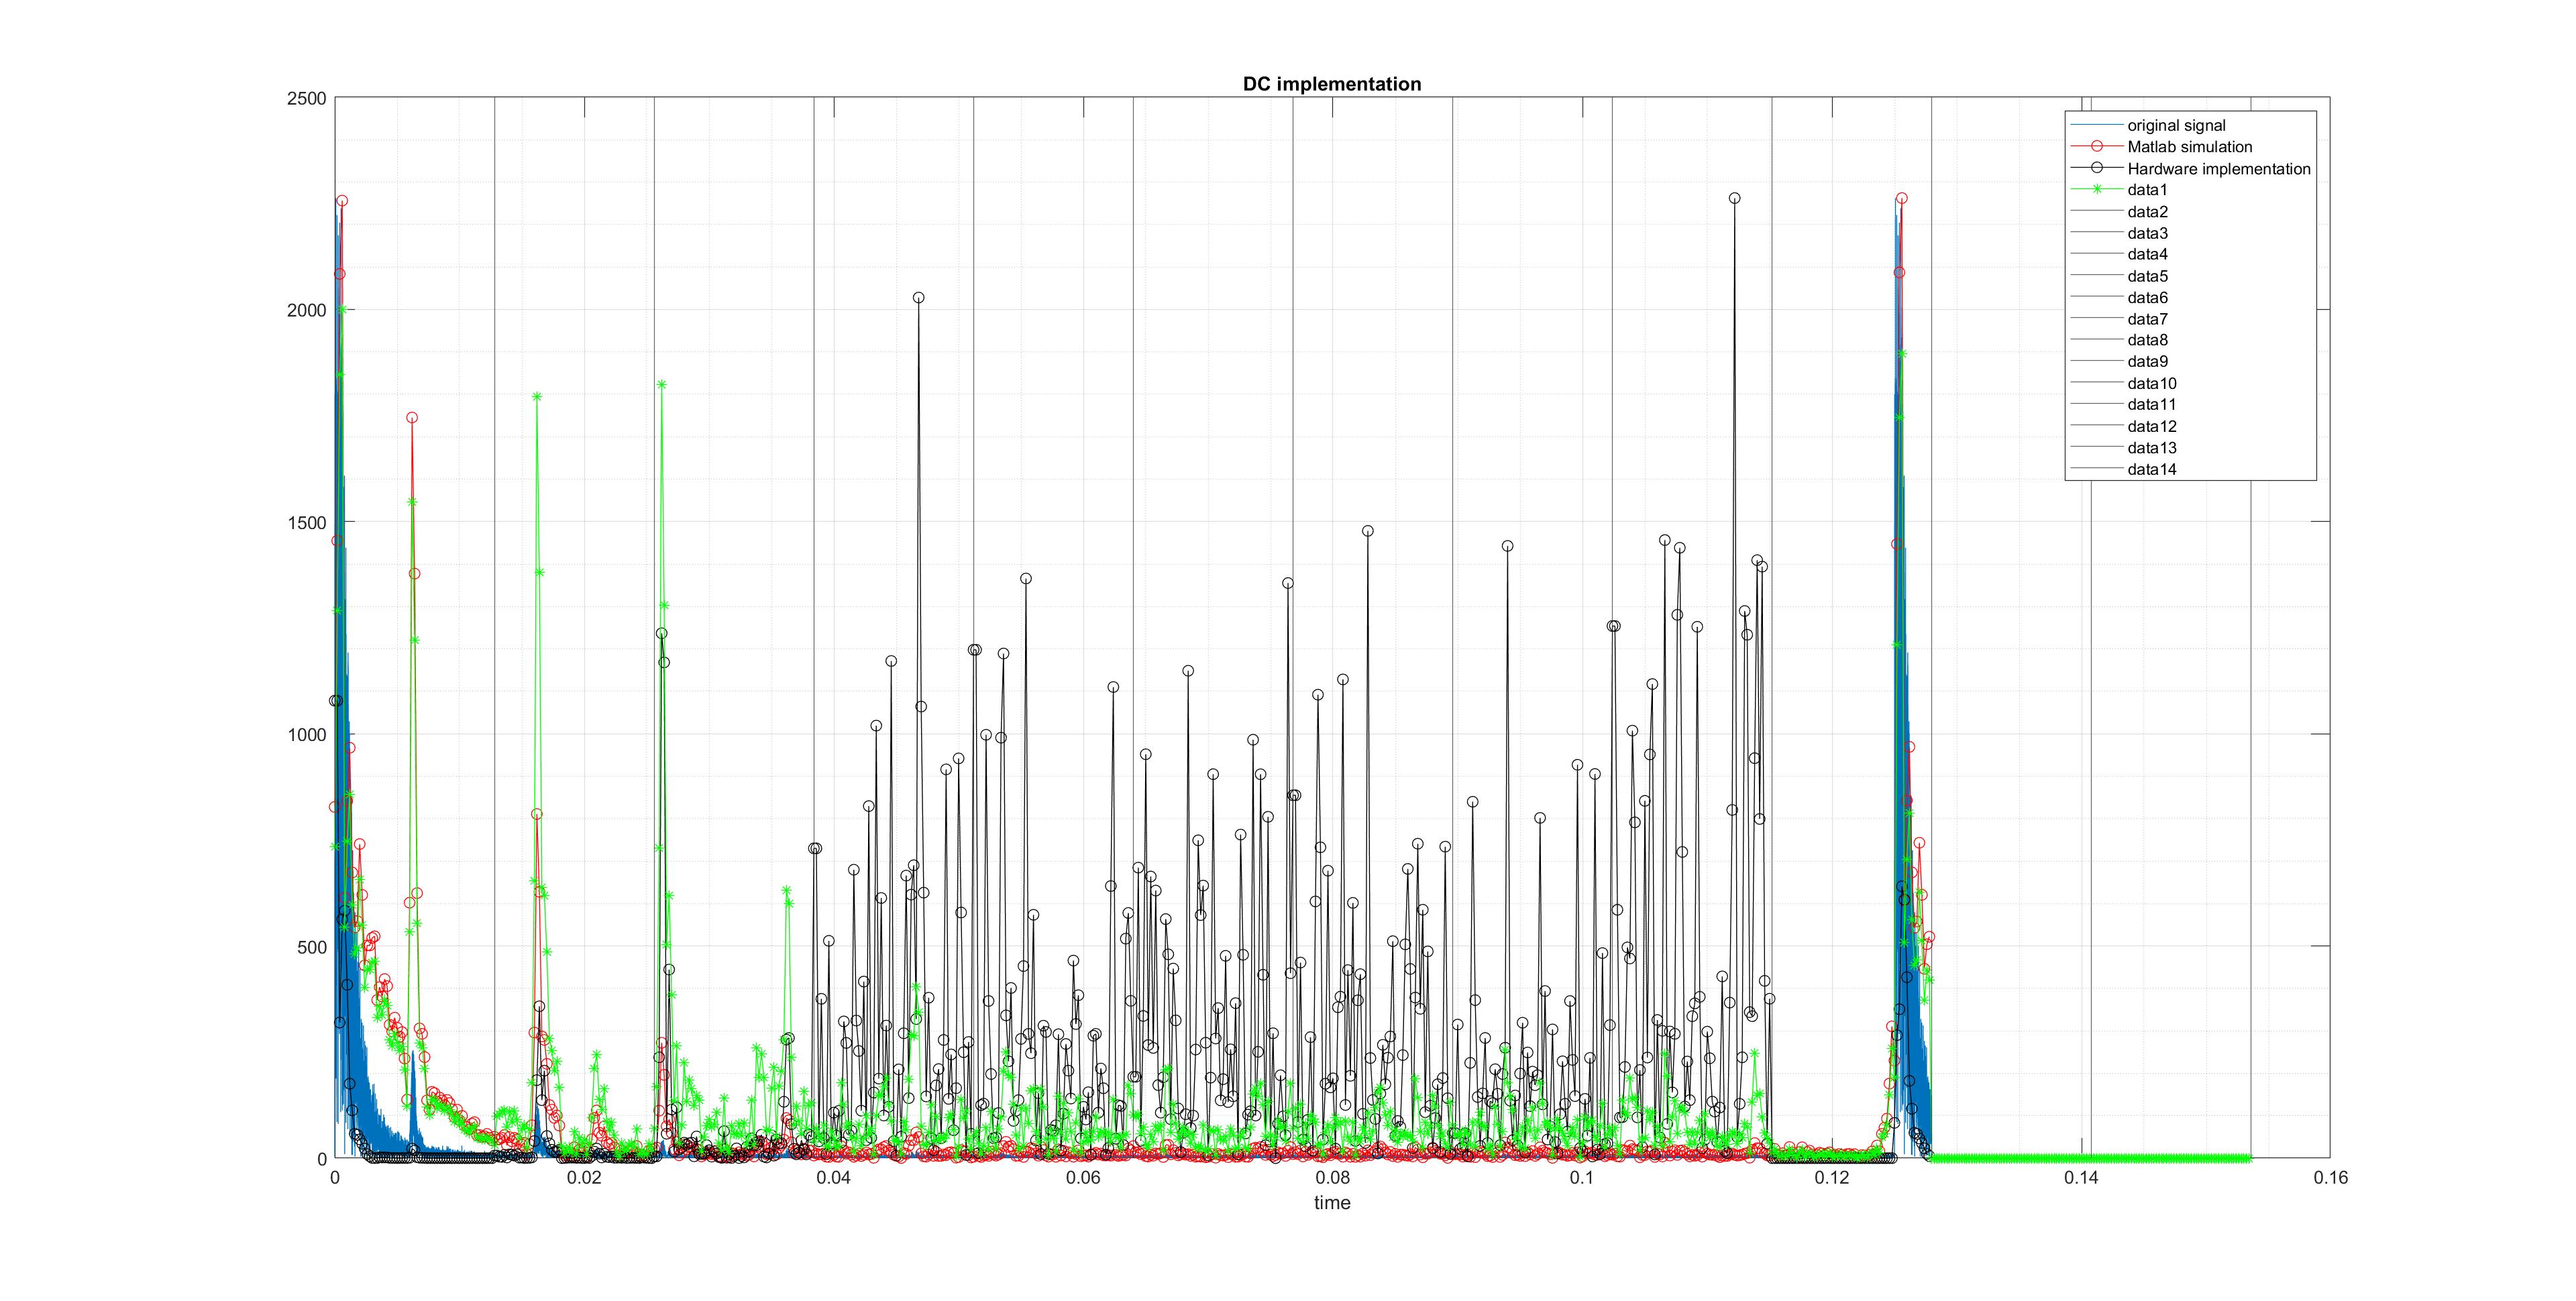 DC implementation
2500
2000
1500
1000
500
0
0 0.02 0.04 0.06 0.08 0.1 0.12 0.14 0.16
time
original signal
Matlab simulation
Hardware implementation
data1
data2
data3
data4
data5
data6
data7
data8
data9
data10
data11
data12
data13
data14